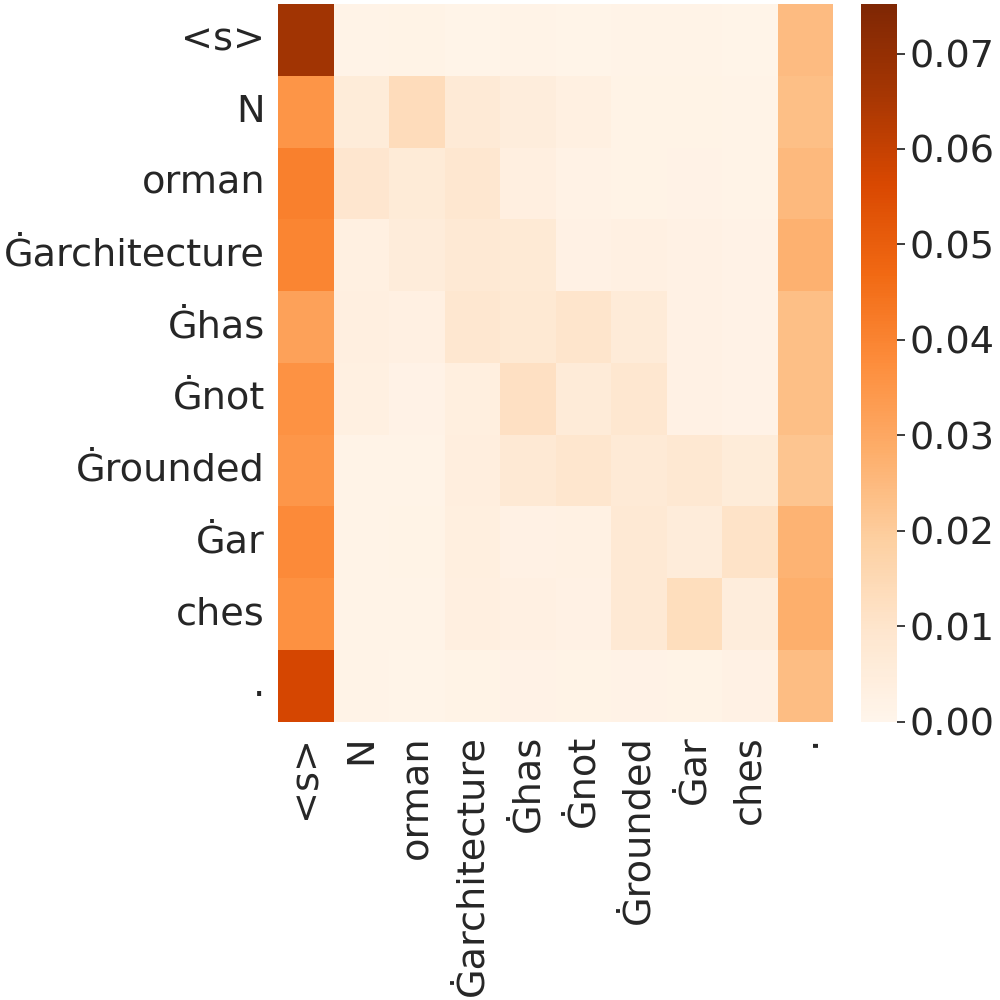 <s>
N
orman
Ġarchitecture
Ġhas
Ġnot
Ġrounded
Ġar
ches
.
<s>
N
orman
Ġarchitecture
Ġhas
Ġnot
Ġrounded
Ġar
ches
.
0.07
0.06
0.05
0.04
0.03
0.02
0.01
0.00